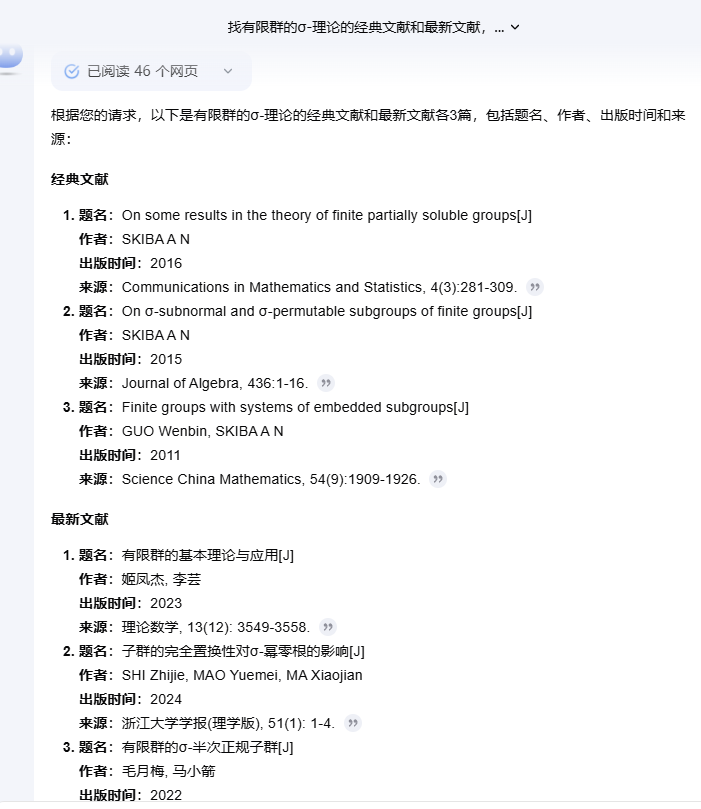 找有限群的σ-理论的经典文献和最新文献，...
已阅读 46 个网页
根据您的请求，以下是有限群的σ-理论的经典文献和最新文献各3篇，包括题名、作者、出版时间和来
源：
经典文献
1. 题名：On some results in the theory of finite partially soluble groups[J]
作者：SKIBA A N
出版时间：2016
来源：Communications in Mathematics and Statistics, 4(3):281-309.
2. 题名：On σ-subnormal and σ-permutable subgroups of finite groups[J]
作者：SKIBA A N
出版时间：2015
来源：Journal of Algebra, 436:1-16.
3. 题名：Finite groups with systems of embedded subgroups[J]
作者：GUO Wenbin, SKIBA A N
出版时间：2011
来源：Science China Mathematics, 54(9):1909-1926.
最新文献
1. 题名：有限群的基本理论与应用[J]
作者：姬凤杰, 李芸
出版时间：2023
来源：理论数学, 13(12): 3549-3558.
2. 题名：子群的完全置换性对σ-幂零根的影响[J]
作者：SHI Zhijie, MAO Yuemei, MA Xiaojian
出版时间：2024
来源：浙江大学学报(理学版), 51(1): 1-4.
3. 题名：有限群的σ-半次正规子群[J]
作者：毛月梅, 马小箭
出版时间：2022